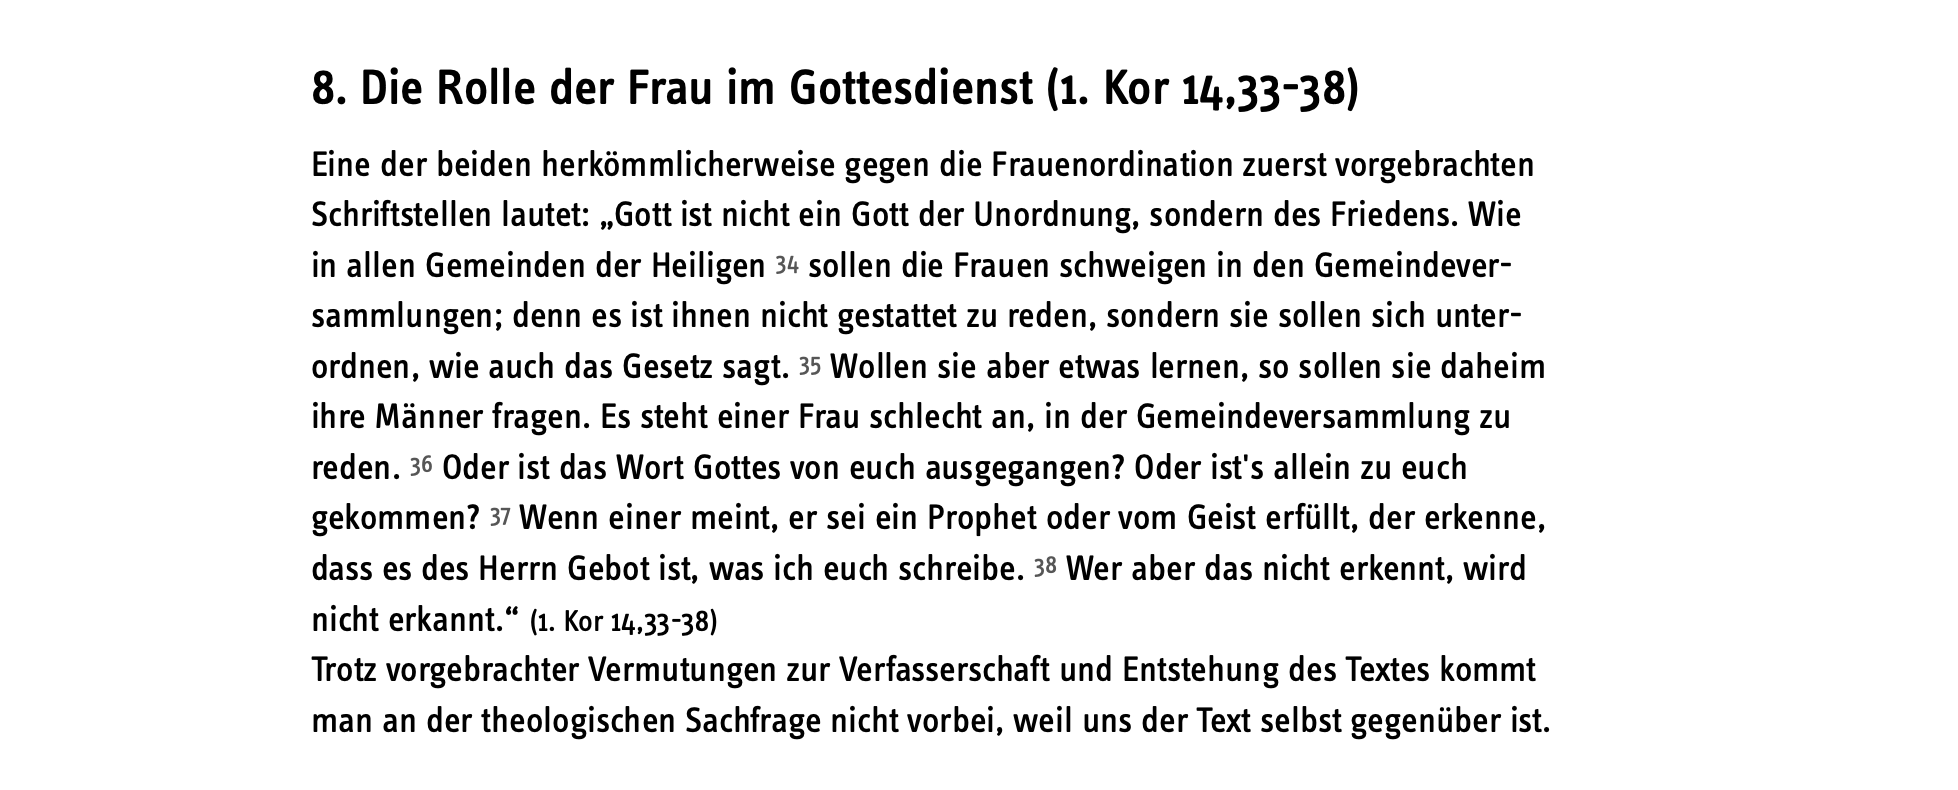 8. Die Rolle der Frau im Gottesdienst (1. Kor 14,33-38)
Eine der beiden herkömmlicherweise gegen die Frauenordination zuerst vorgebrachten
Schriftstellen lautet: „Gott ist nicht ein Gott der Unordnung, sondern des Friedens. Wie
in allen Gemeinden der Heiligen 34 sollen die Frauen schweigen in den Gemeindever-
sammlungen; denn es ist ihnen nicht gestattet zu reden, sondern sie sollen sich unter-
ordnen, wie auch das Gesetz sagt. 35 Wollen sie aber etwas lernen, so sollen sie daheim
ihre Männer fragen. Es steht einer Frau schlecht an, in der Gemeindeversammlung zu
reden. 36 Oder ist das Wort Gottes von euch ausgegangen? Oder ist's allein zu euch
gekommen? 37 Wenn einer meint, er sei ein Prophet oder vom Geist erfüllt, der erkenne,
dass es des Herrn Gebot ist, was ich euch schreibe. 38 Wer aber das nicht erkennt, wird
nicht erkannt.“ (1. Kor 14,33-38)
Trotz vorgebrachter Vermutungen zur Verfasserschaft und Entstehung des Textes kommt
man an der theologischen Sachfrage nicht vorbei, weil uns der Text selbst gegenüber ist.